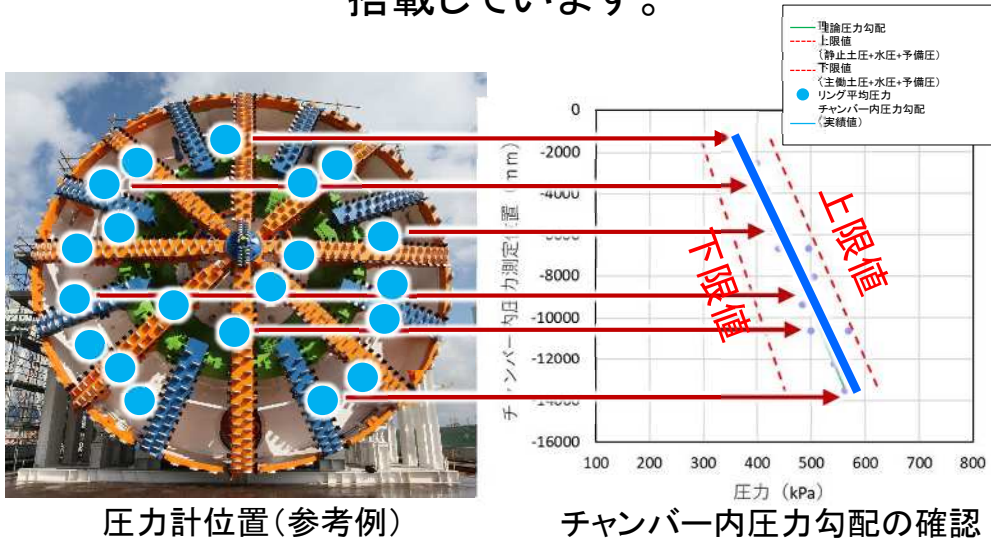 搭載しています。
理論圧力勾配
上限値
(静止土圧+水圧+予備圧)
下限値
(主働土圧+水圧+予備圧)
リング平均圧力
チャンバー内圧力勾配
(実績値)
0
-2000
-4000
-8000
-10000
-12000
-14000
-16000
100 200 300 400 500 600 700 800
圧力 (kPa)
上限値
下限値
圧力計位置(参考例)
チャンバー内圧力勾配の確認